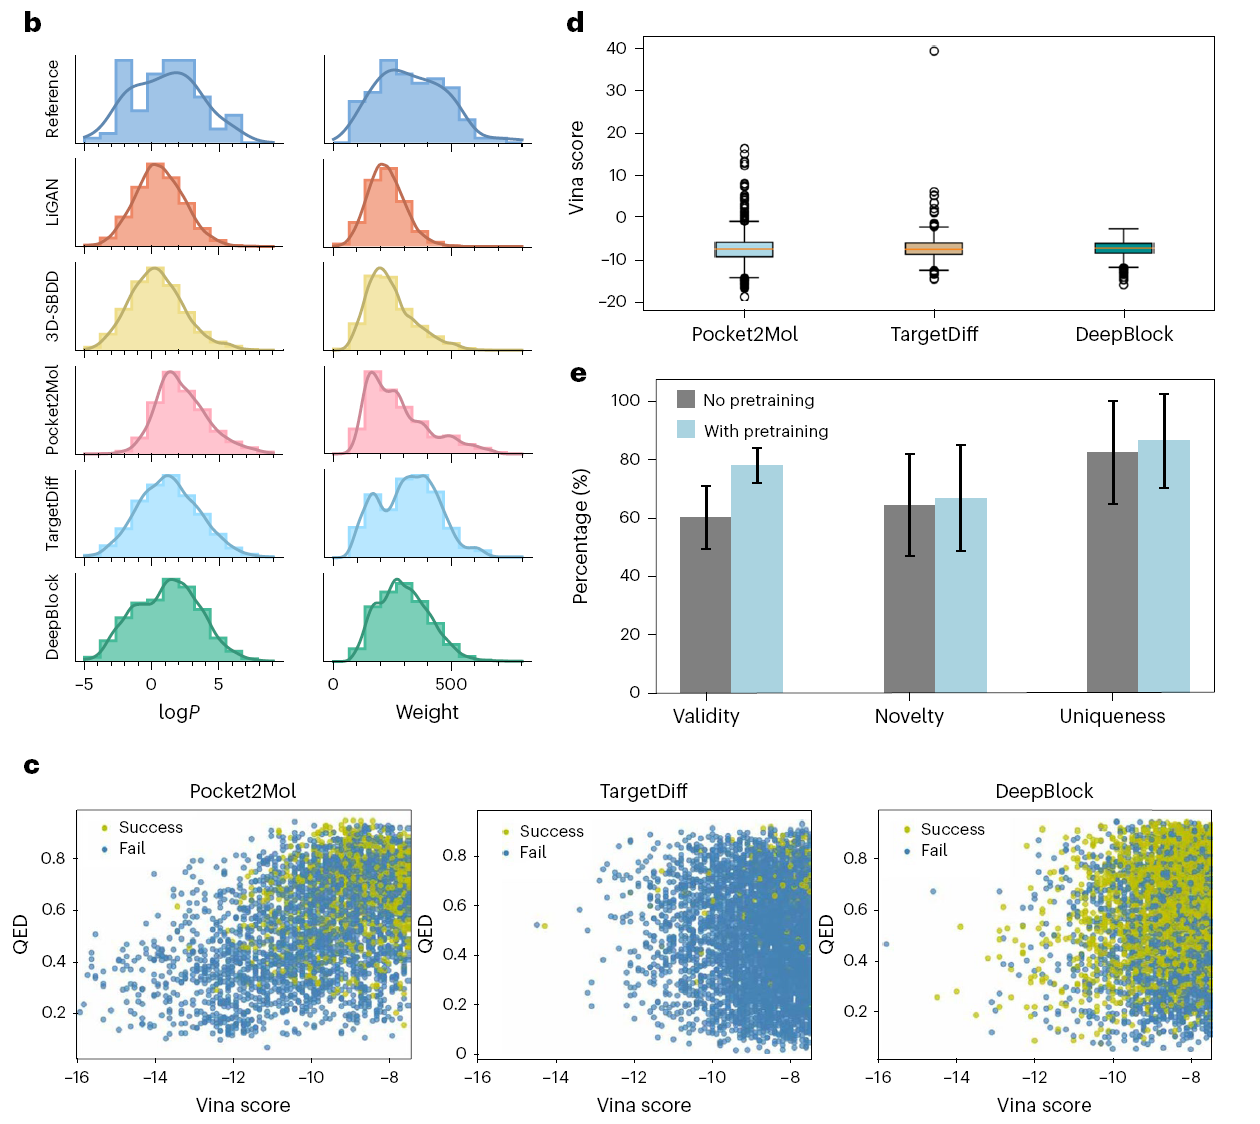 b
Reference
LiGAN
3D-SBDD
Pocket2Mol
TargetDiff
DeepBlock
–5 0 5
0 500
logP
Weight
d
Vina score
40
30
20
10
0
–10
–20
Pocket2Mol TargetDiff DeepBlock
e
Percentage (%)
100
80
60
40
20
0
No pretraining
With pretraining
Validity Novelty Uniqueness
c
Pocket2Mol
Success
Fail
QED
0.8
0.6
0.4
0.2
–16 –14 –12 –10 –8
Vina score
TargetDiff
Success
Fail
QED
0.8
0.6
0.4
0.2
0
–16 –14 –12 –10 –8
Vina score
DeepBlock
Success
Fail
QED
0.8
0.6
0.4
0.2
–16 –14 –12 –10 –8
Vina score